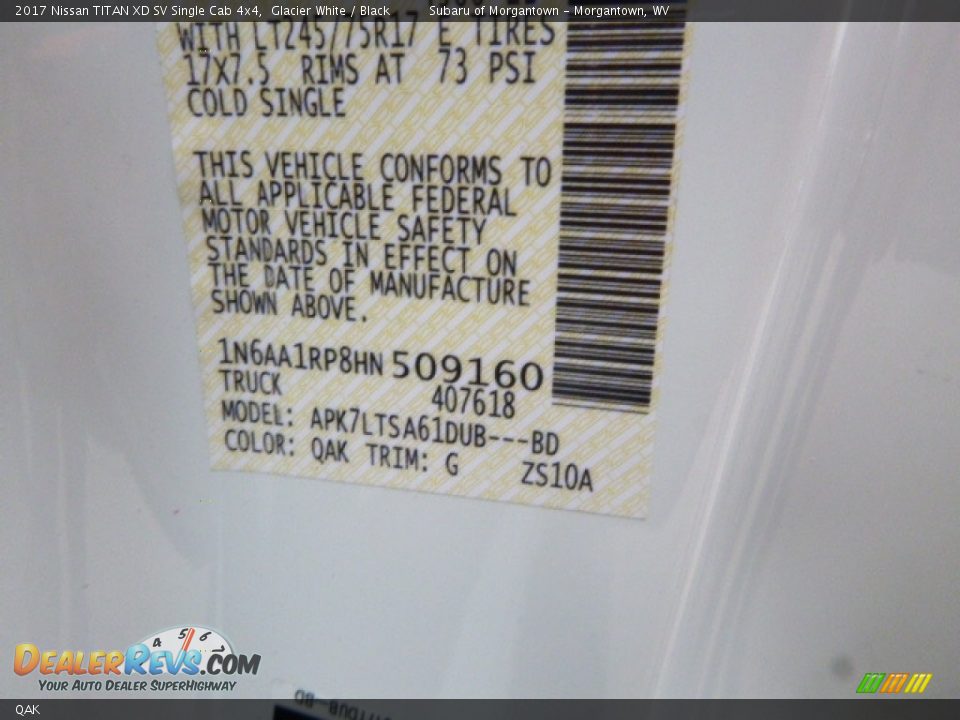 2017 Nissan TITAN XD SV Single Cab 4x4, Glacier White / Black Subaru of Morgantown - Morgantown, WV
WITH LT245/75R17 E TIRES
17X7.5 RIMS AT 73 PSI
COLD SINGLE
THIS VEHICLE CONFORMS TO
ALL APPLICABLE FEDERAL
MOTOR VEHICLE SAFETY
STANDARDS IN EFFECT ON
THE DATE OF MANUFACTURE
SHOWN ABOVE.
1N6AA1RP8HN 509160
TRUCK 407618
MODEL: APK7LTSA61DUB---BD
COLOR: QAK TRIM: G ZS10A
4 5 6
DEALERREVS.COM
YOUR AUTO DEALER SUPERHIGHWAY
QAK